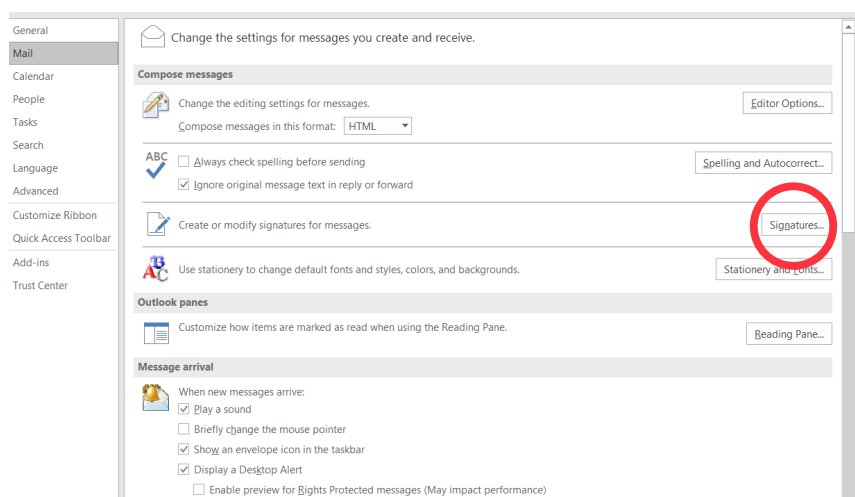 General
Mail
Calendar
People
Tasks
Search
Language
Advanced
Customize Ribbon
Quick Access Toolbar
Add-ins
Trust Center
Change the settings for messages you create and receive.
Compose messages
Change the editing settings for messages.
Editor Options...
Compose messages in this format: HTML
ABC
Always check spelling before sending
Spelling and Autocorrect...
Ignore original message text in reply or forward
Create or modify signatures for messages.
Signatures...
ABC
Use stationery to change default fonts and styles, colors, and backgrounds.
Stationery and Fonts...
Outlook panes
Customize how items are marked as read when using the Reading Pane.
Reading Pane...
Message arrival
When new messages arrive:
Play a sound
Briefly change the mouse pointer
Show an envelope icon in the taskbar
Display a Desktop Alert
Enable preview for Rights Protected messages (May impact performance)